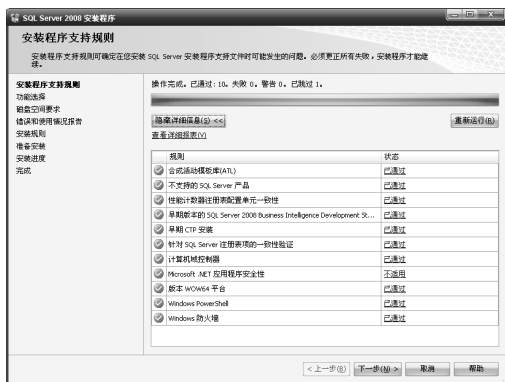 SQL Server 2008 安装程序
安装程序支持规则
安装程序支持规则可确定在您安装 SQL Server 安装程序支持文件时可能发生的问题。必须更正所有失败，安装程序才能继续。
安装程序支持规则
功能选择
磁盘空间要求
错误和使用情况报告
安装规则
准备安装
安装进度
完成
操作完成。已通过: 10。失败 0。警告 0。已跳过 1。
隐藏详细信息(S) <<
重新运行(R)
查看详细报表(V)
规则 状态
合成活动模板库(ATL) 已通过
不支持的 SQL Server 产品 已通过
性能计数器注册表配置单元一致性 已通过
早期版本的 SQL Server 2008 Business Intelligence Development St... 已通过
早期 CTP 安装 已通过
针对 SQL Server 注册表项的一致性验证 已通过
计算机域控制器 已通过
Microsoft .NET 应用程序安全性 不适用
版本 WOW64 平台 已通过
Windows PowerShell 已通过
Windows 防火墙 已通过
< 上一步(B) 下一步(N) > 取消 帮助